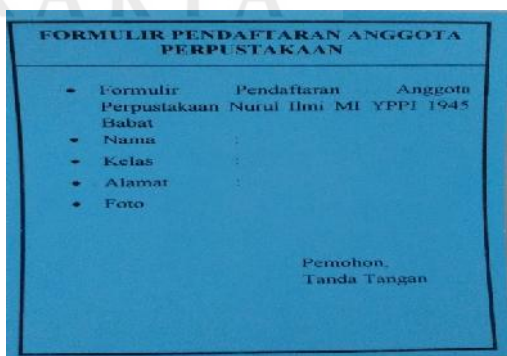 FORMULIR PENDAFTARAN ANGGOTA
PERPUSTAKAAN
• Formulir Pendaftaran Anggota
Perpustakaan Nurul Ilmi MI YPPI 1945
Babat
• Nama :
• Kelas :
• Alamat :
• Foto
Pemohon,
Tanda Tangan